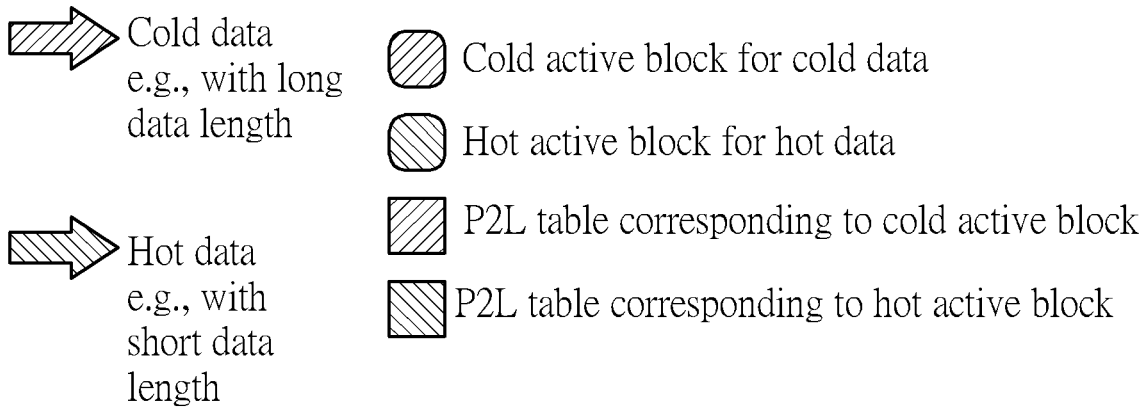 Cold data
e.g., with long
data length
Hot data
e.g., with
short data
length
Cold active block for cold data
Hot active block for hot data
P2L table corresponding to cold active block
P2L table corresponding to hot active block